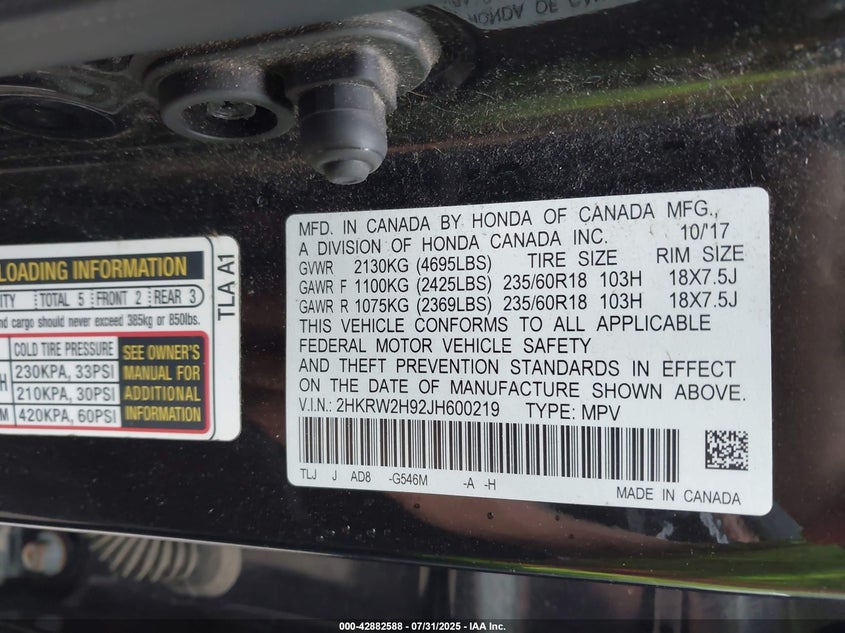 HONDA OF CAN
LOADING INFORMATION
ITY TOTAL 5 FRONT 2 REAR 3
nd cargo should never exceed 385kg or 850lbs.
COLD TIRE PRESSURE
230KPA, 33PSI
210KPA, 30PSI
420KPA, 60PSI
SEE OWNER'S
MANUAL FOR
ADDITIONAL
INFORMATION
TLA A1
MFD. IN CANADA BY HONDA OF CANADA MFG.,
A DIVISION OF HONDA CANADA INC. 10/'17
GVWR 2130KG (4695LBS) TIRE SIZE RIM SIZE
GAWR F 1100KG (2425LBS) 235/60R18 103H 18X7.5J
GAWR R 1075KG (2369LBS) 235/60R18 103H 18X7.5J
THIS VEHICLE CONFORMS TO ALL APPLICABLE
FEDERAL MOTOR VEHICLE SAFETY
AND THEFT PREVENTION STANDARDS IN EFFECT
ON THE DATE OF MANUFACTURE SHOWN ABOVE.
V.I.N.: 2HKRW2H92JH600219 TYPE: MPV
TLJ J AD8 -G546M -A -H
MADE IN CANADA
000-42882588 - 07/31/2025 - IAA Inc.